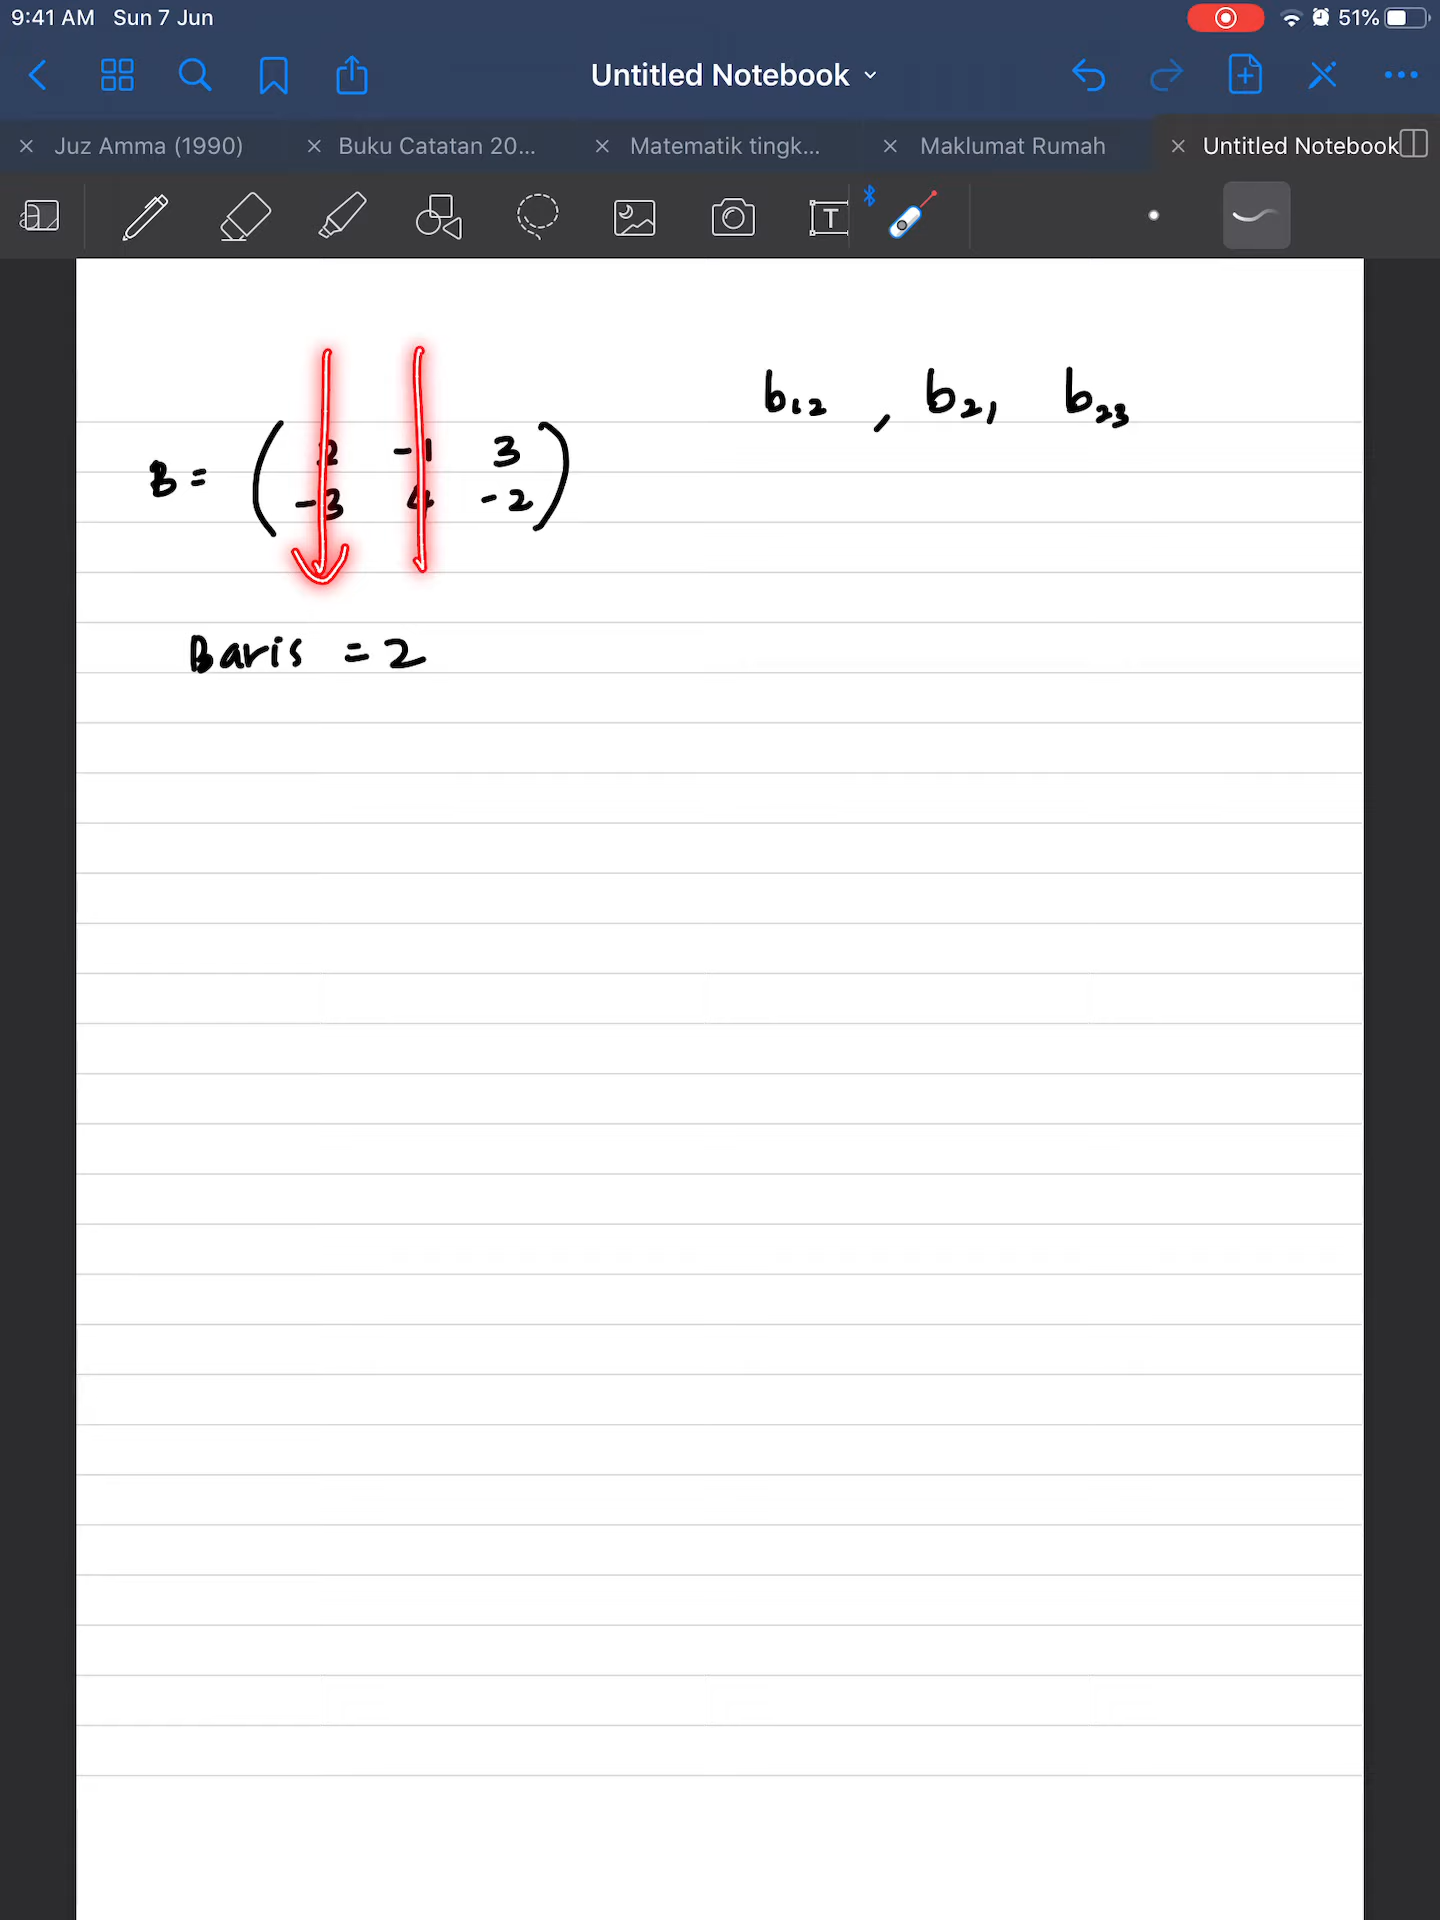 9:41 AM Sun 7 Jun 51%
Untitled Notebook
Juz Amma (1990) Buku Catatan 20... Matematik tingk... Maklumat Rumah Untitled Notebook
T
b₁₂ , b₂₁ b₂₃
B = ( 2 -1 3 )
-3 4 -2
Baris = 2